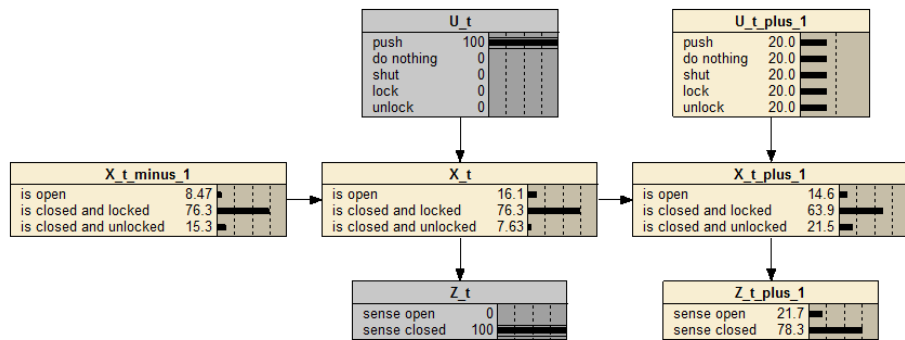 U_t
push 100
do nothing 0
shut 0
lock 0
unlock 0
U_t_plus_1
push 20.0
do nothing 20.0
shut 20.0
lock 20.0
unlock 20.0
X_t_minus_1
is open 8.47
is closed and locked 76.3
is closed and unlocked 15.3
X_t
is open 16.1
is closed and locked 76.3
is closed and unlocked 7.63
X_t_plus_1
is open 14.6
is closed and locked 63.9
is closed and unlocked 21.5
Z_t
sense open 0
sense closed 100
Z_t_plus_1
sense open 21.7
sense closed 78.3